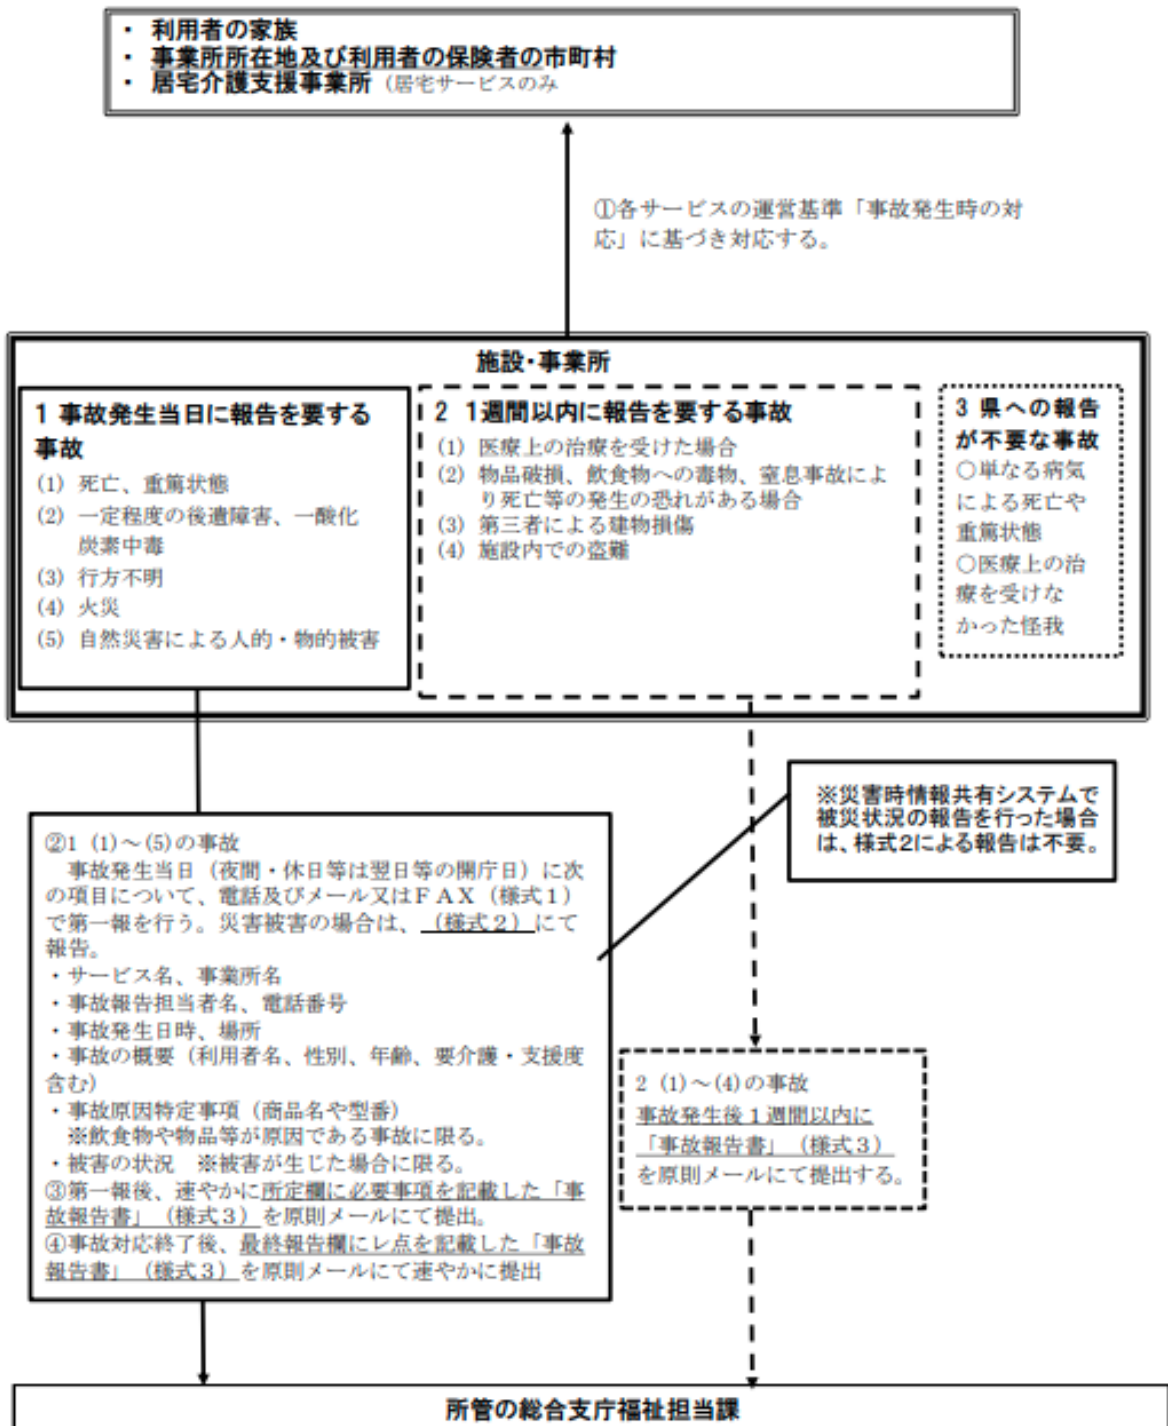 ・ 利用者の家族
・ 事業所所在地及び利用者の保険者の市町村
・ 居宅介護支援事業所（居宅サービスのみ
①各サービスの運営基準「事故発生時の対
応」に基づき対応する。
施設・事業所
1 事故発生当日に報告を要する
事故
(1) 死亡、重篤状態
(2) 一定程度の後遺障害、一酸化
炭素中毒
(3) 行方不明
(4) 火災
(5) 自然災害による人的・物的被害
2 1週間以内に報告を要する事故
(1) 医療上の治療を受けた場合
(2) 物品破損、飲食物への毒物、窒息事故によ
り死亡等の発生の恐れがある場合
(3) 第三者による建物損傷
(4) 施設内での盗難
3 県への報告
が不要な事故
○単なる病気
による死亡や
重篤状態
○医療上の治
療を受けな
かった怪我
※災害時情報共有システムで
被災状況の報告を行った場合
は、様式2による報告は不要。
②1 (1)～(5)の事故
事故発生当日（夜間・休日等は翌日等の開庁日）に次
の項目について、電話及びメール又はＦＡＸ（様式1）
で第一報を行う。災害被害の場合は、（様式2）にて
報告。
・サービス名、事業所名
・事故報告担当者名、電話番号
・事故発生日時、場所
・事故の概要（利用者名、性別、年齢、要介護・支援度
含む）
・事故原因特定事項（商品名や型番）
※飲食物や物品等が原因である事故に限る。
・被害の状況 ※被害が生じた場合に限る。
③第一報後、速やかに所定欄に必要事項を記載した「事
故報告書」（様式3）を原則メールにて提出。
④事故対応終了後、最終報告欄にレ点を記載した「事故
報告書」（様式3）を原則メールにて速やかに提出
2 (1)～(4)の事故
事故発生後1週間以内に
「事故報告書」（様式3）
を原則メールにて提出する。
所管の総合支庁福祉担当課